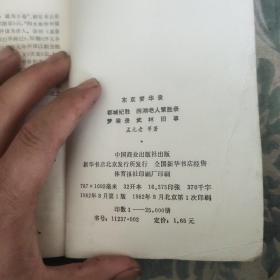 东京梦华录
都城纪胜 西湖老人繁胜录
梦粱录 武林旧事
孟元老 等著
中国商业出版社出版
新华书店北京发行所发行 全国新华书店经销
体育报社印刷厂印刷
787×1092毫米 32开本 16.375印张 370千字
1982年8月第1版 1982年8月北京第1次印刷
印数1—25,000册
书号:11237·002 定价:1.65元